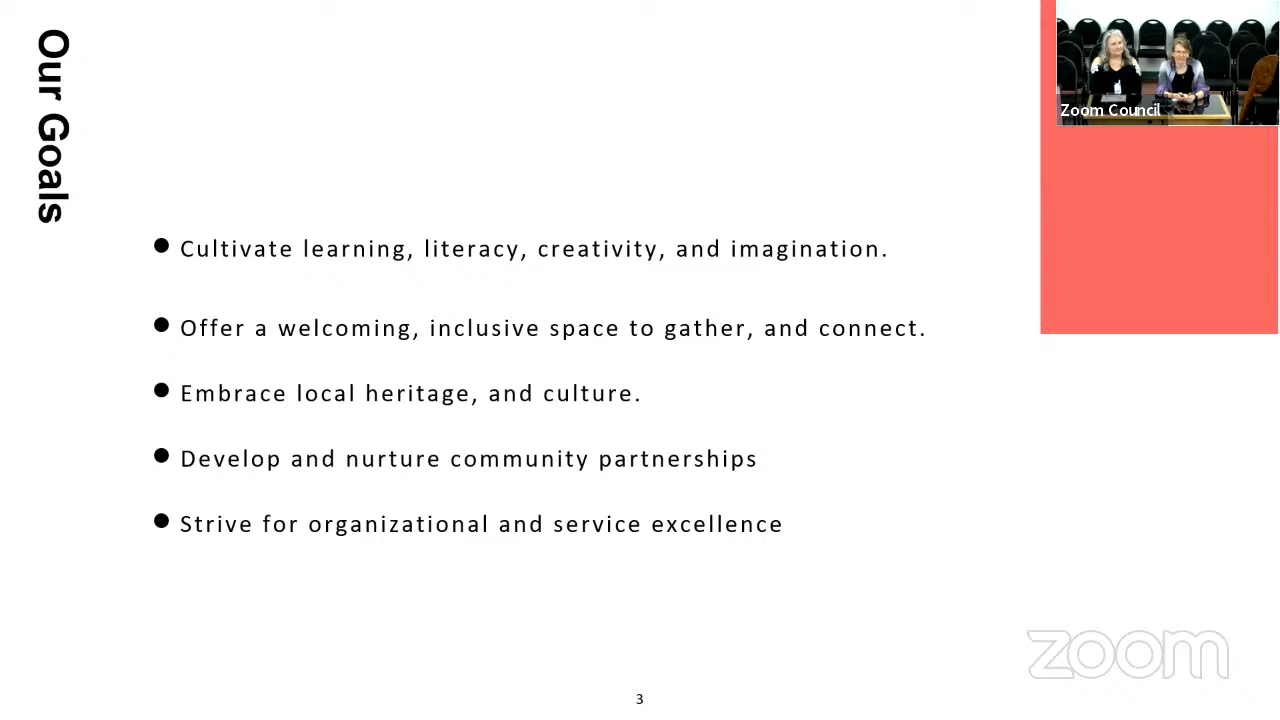 Our Goals
Zoom Council
● Cultivate learning, literacy, creativity, and imagination.
● Offer a welcoming, inclusive space to gather, and connect.
● Embrace local heritage, and culture.
● Develop and nurture community partnerships
● Strive for organizational and service excellence
zoom
3